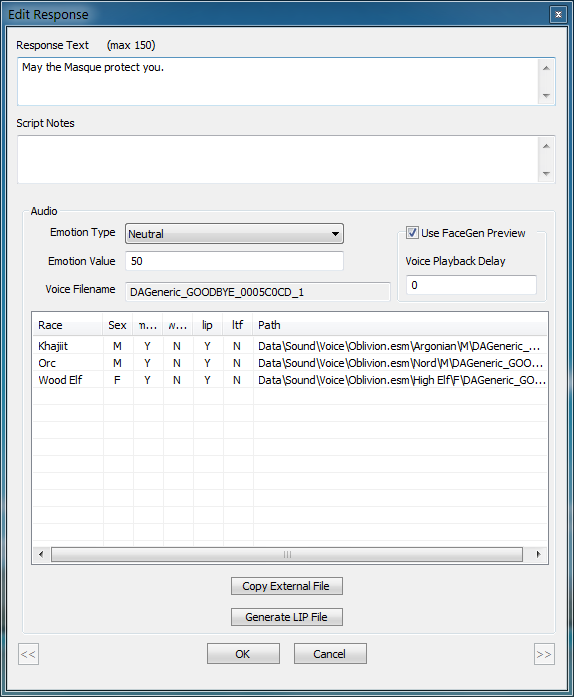 Edit Response
x
Response Text (max 150)
May the Masque protect you.
Script Notes
Audio
Emotion Type Neutral
Use FaceGen Preview
Emotion Value 50
Voice Playback Delay
Voice Filename DAGeneric_GOODBYE_0005C0CD_1
0
Race Sex m... w... lip ltf Path
Khajiit M Y N Y N Data\Sound\Voice\Oblivion.esm\Argonian\M\DAGeneric_...
Orc M Y N Y N Data\Sound\Voice\Oblivion.esm\Nord\M\DAGeneric_GOO...
Wood Elf F Y N Y N Data\Sound\Voice\Oblivion.esm\High Elf\F\DAGeneric_GO...
Copy External File
Generate LIP File
<< OK Cancel >>